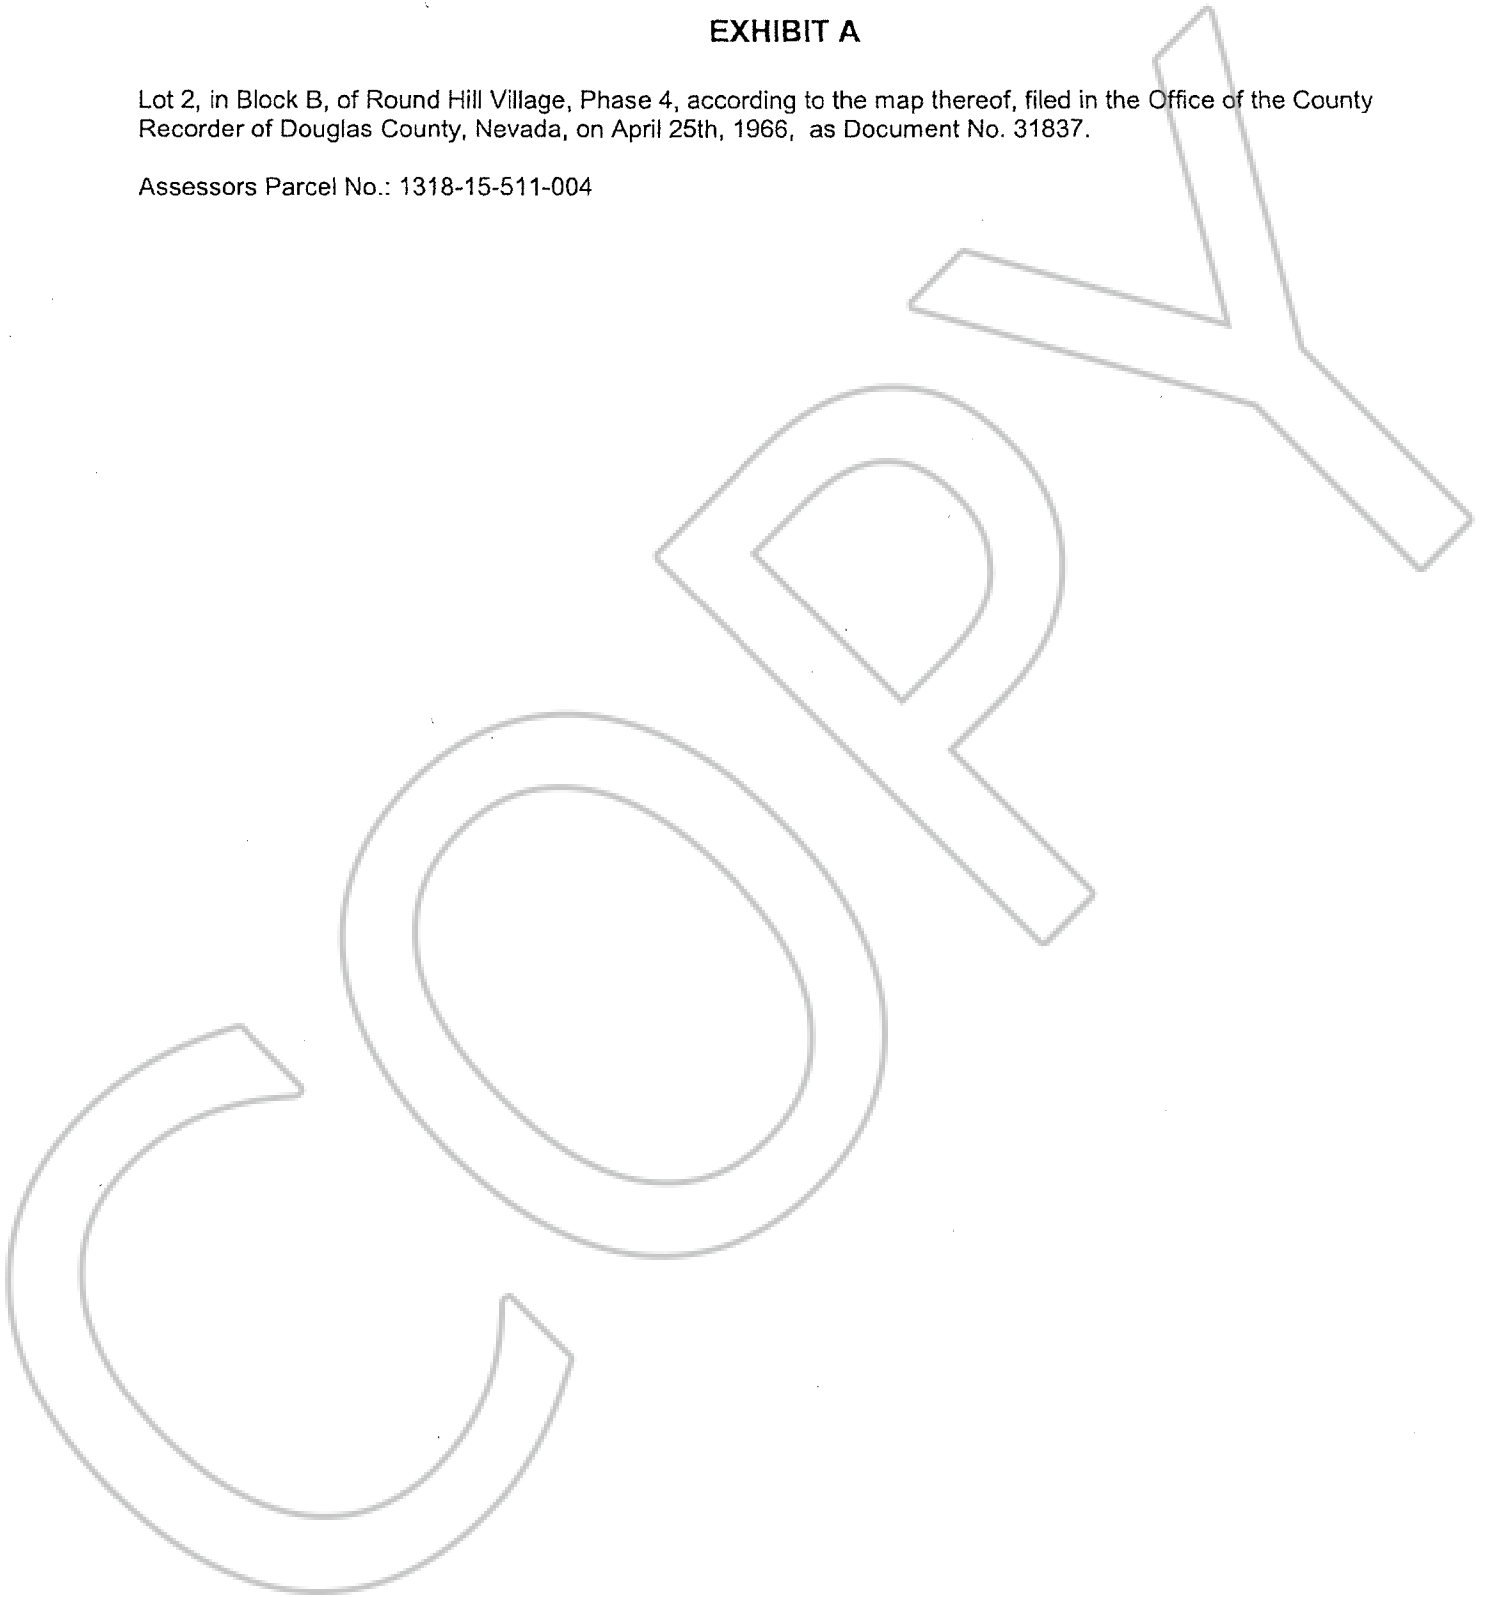 EXHIBIT A
Lot 2, in Block B, of Round Hill Village, Phase 4, according to the map thereof, filed in the Office of the County
Recorder of Douglas County, Nevada, on April 25th, 1966, as Document No. 31837.
Assessors Parcel No.: 1318-15-511-004
COPY